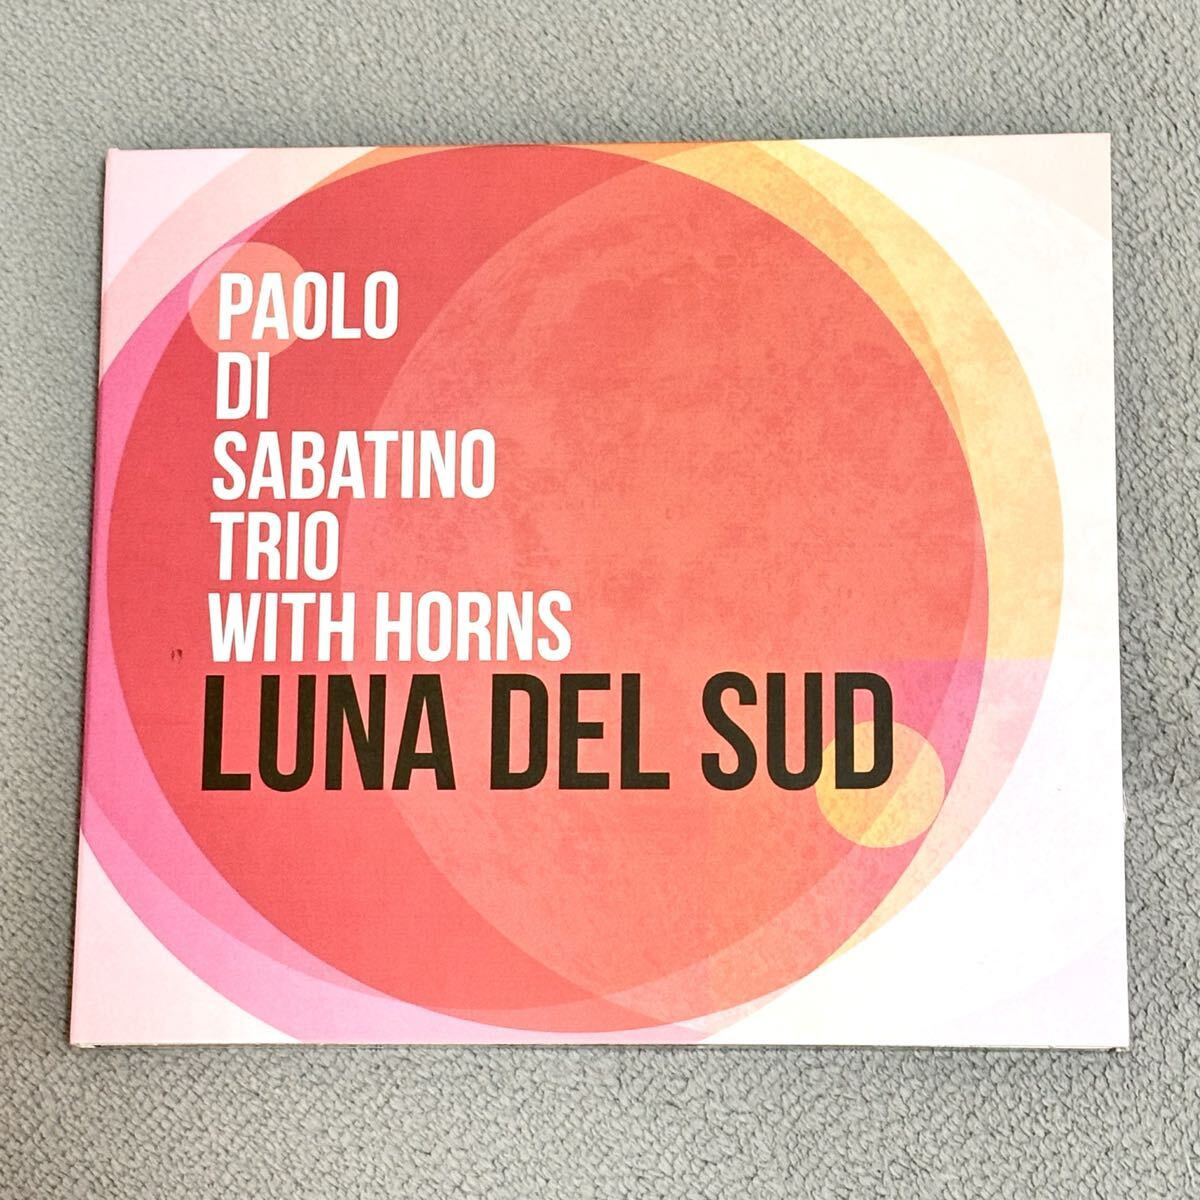 PAOLO
DI
SABATINO
TRIO
WITH HORNS
LUNA DEL SUD